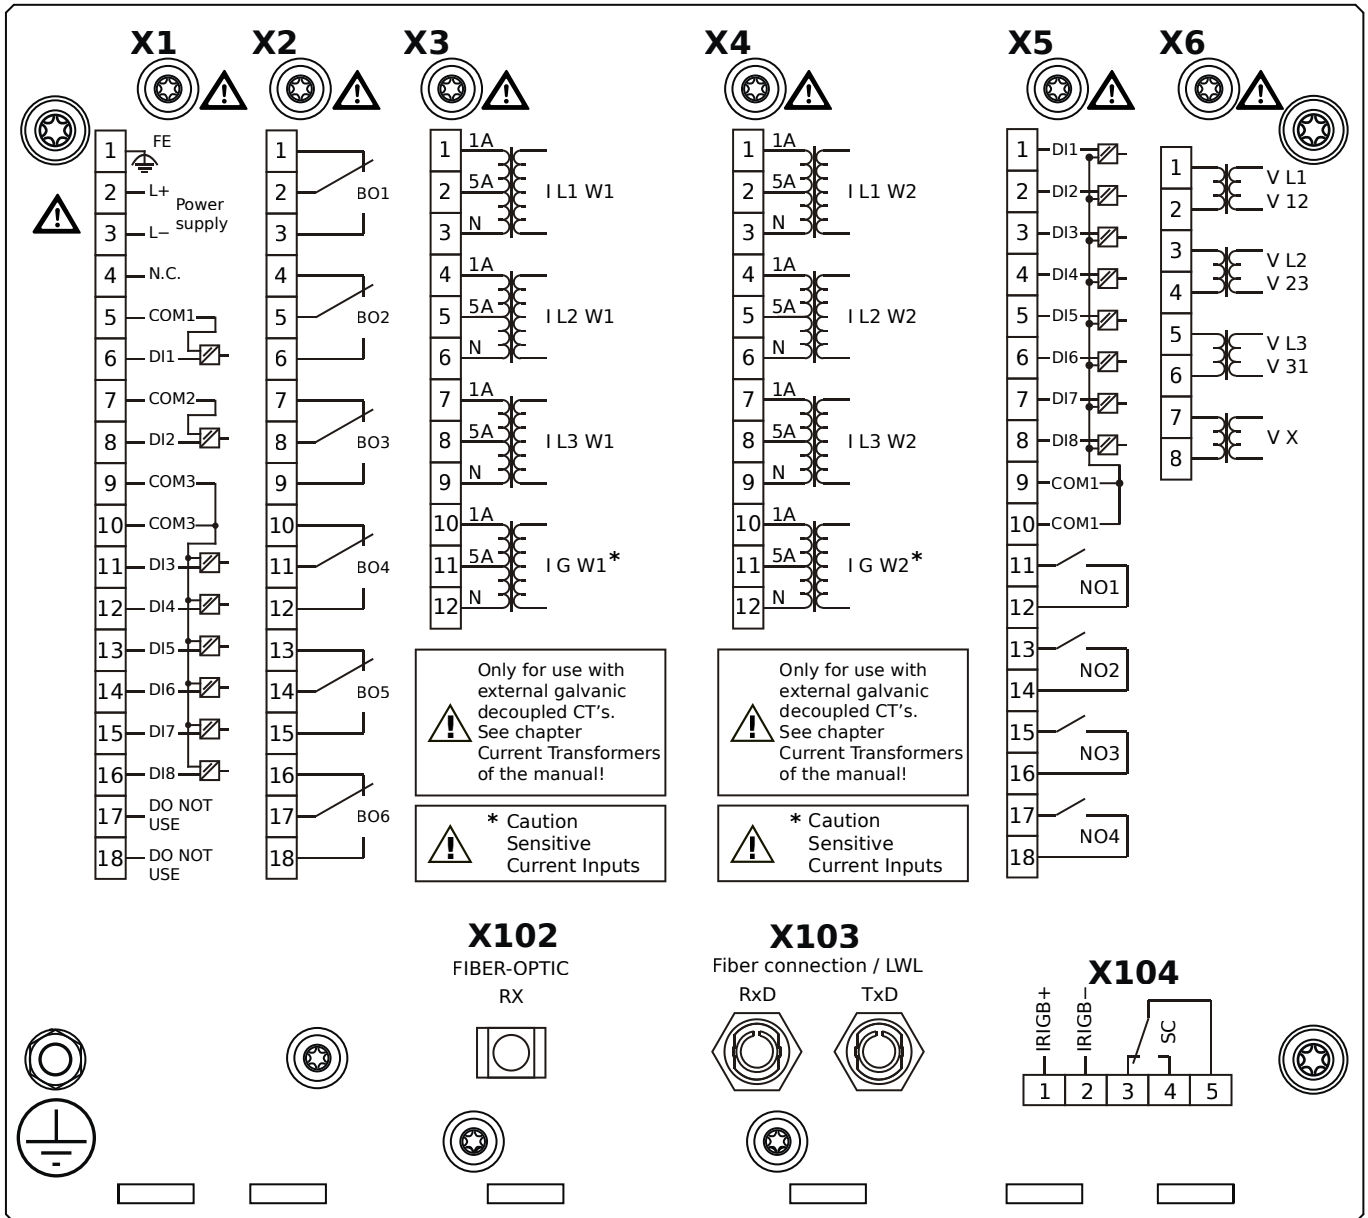 X1
X2
X3
X4
X5
X6
1 FE
2 L+
Power
supply
3 L−
4 N.C.
5 COM1
6 DI1
7 COM2
8 DI2
9 COM3
10 COM3
11 DI3
12 DI4
13 DI5
14 DI6
15 DI7
16 DI8
17 DO NOT
USE
18 DO NOT
USE
1
2 BO1
3
4
5 BO2
6
7
8 BO3
9
10
11 BO4
12
13
14 BO5
15
16
17 BO6
18
1 1A
2 5A I L1 W1
3 N
4 1A
5 5A I L2 W1
6 N
7 1A
8 5A I L3 W1
9 N
10 1A
11 5A I G W1*
12 N
Only for use with
external galvanic
decoupled CT's.
See chapter
Current Transformers
of the manual!
* Caution
Sensitive
Current Inputs
1 1A
2 5A I L1 W2
3 N
4 1A
5 5A I L2 W2
6 N
7 1A
8 5A I L3 W2
9 N
10 1A
11 5A I G W2*
12 N
Only for use with
external galvanic
decoupled CT's.
See chapter
Current Transformers
of the manual!
* Caution
Sensitive
Current Inputs
1 DI1
2 DI2
3 DI3
4 DI4
5 DI5
6 DI6
7 DI7
8 DI8
9 COM1
10 COM1
11
NO1
12
13
NO2
14
15
NO3
16
17
NO4
18
1 V L1
2 V 12
3 V L2
4 V 23
5 V L3
6 V 31
7
V X
8
X102
FIBER-OPTIC
RX
X103
Fiber connection / LWL
RxD TxD
X104
IRIGB+
IRIGB−
SC
1 2 3 4 5